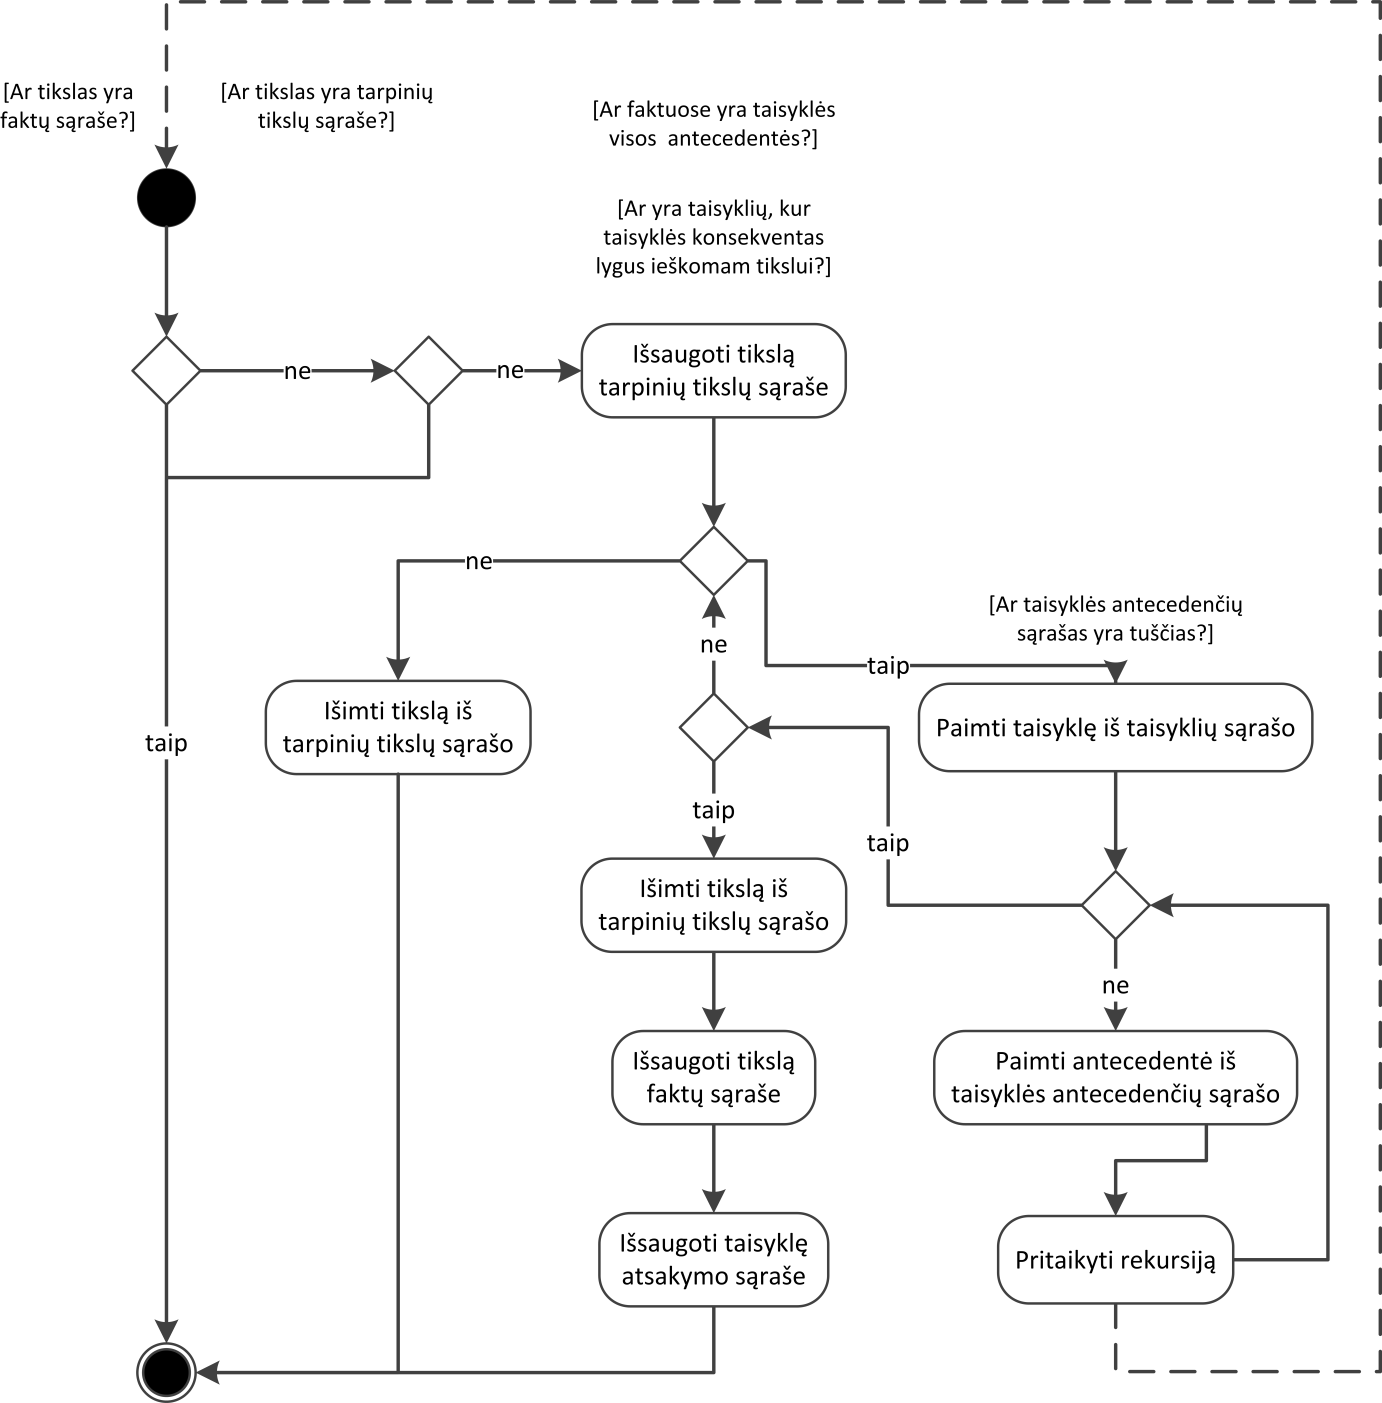 [Ar tikslas yra
faktų sąraše?]
[Ar tikslas yra tarpinių
tikslų sąraše?]
[Ar faktuose yra taisyklės
visos antecedentės?]
[Ar yra taisyklių, kur
taisyklės konsekventas
lygus ieškomam tikslui?]
ne
ne
Išsaugoti tikslą
tarpinių tikslų sąraše
ne
[Ar taisyklės antecedenčių
sąrašas yra tuščias?]
ne
taip
Išimti tikslą iš
tarpinių tikslų sąrašo
Paimti taisyklę iš taisyklių sąrašo
taip
taip
taip
Išimti tikslą iš
tarpinių tikslų sąrašo
ne
Išsaugoti tikslą
faktų sąraše
Paimti antecedentė iš
taisyklės antecedenčių sąrašo
Išsaugoti taisyklę
atsakymo sąraše
Pritaikyti rekursiją